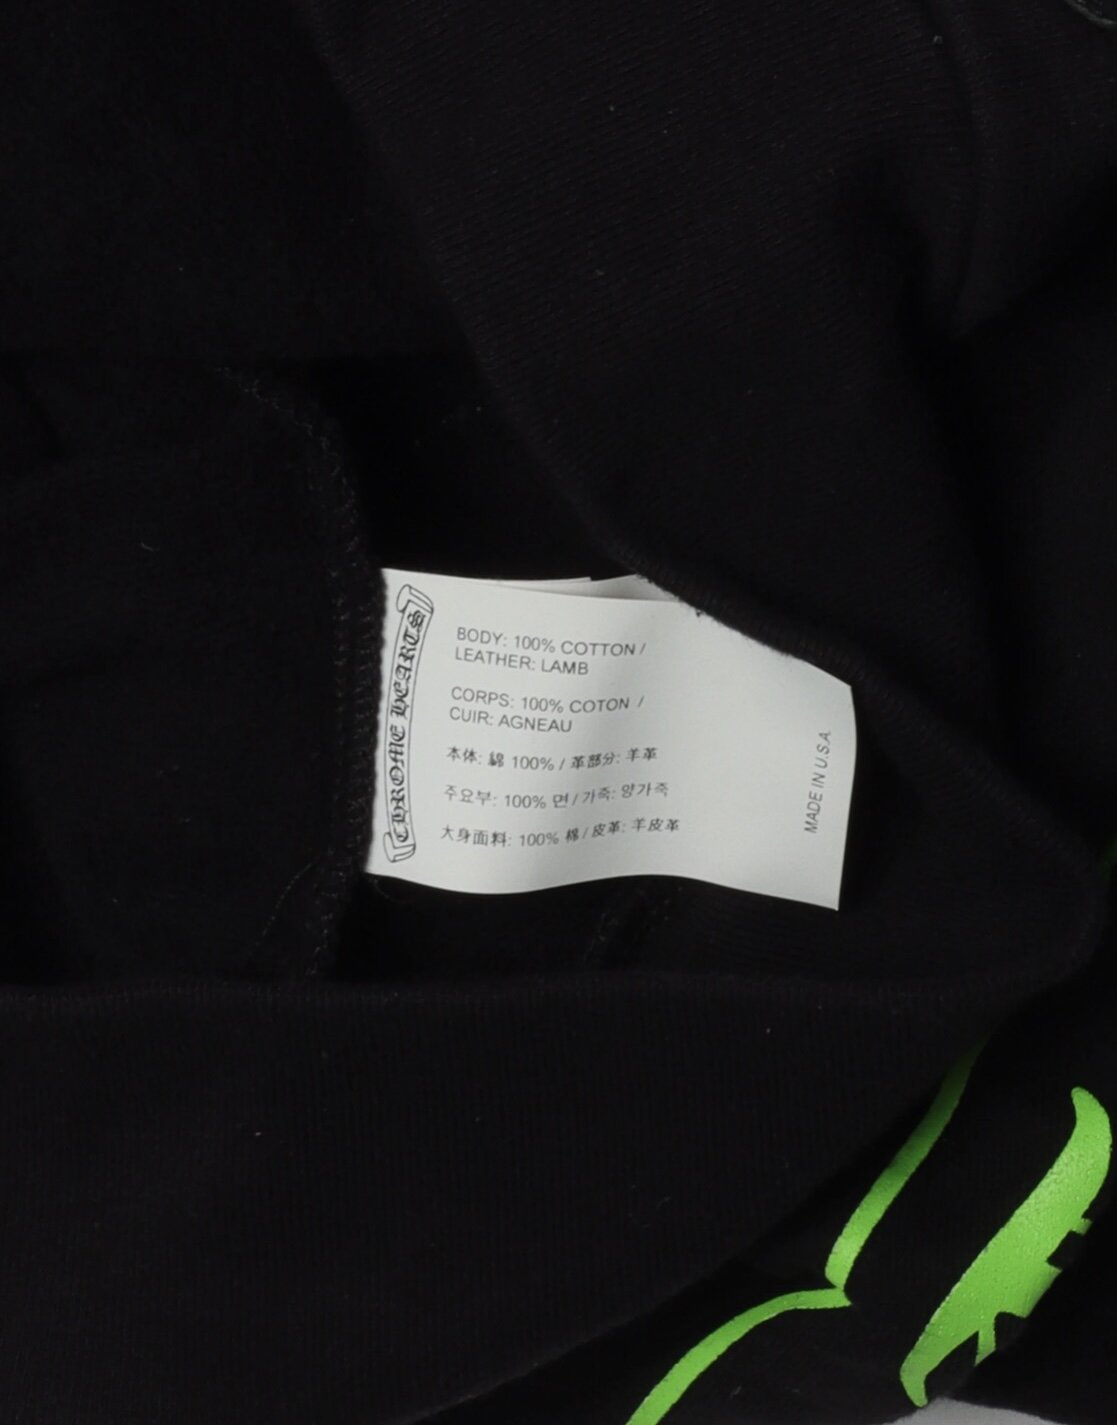 CHROME HEARTS
BODY: 100% COTTON /
LEATHER: LAMB
CORPS: 100% COTON /
CUIR: AGNEAU
本体: 綿 100% / 革部分: 羊革
주요부: 100% 면 / 가죽: 양가죽
大身面料: 100% 棉 / 皮革: 羊皮革
MADE IN U.S.A.